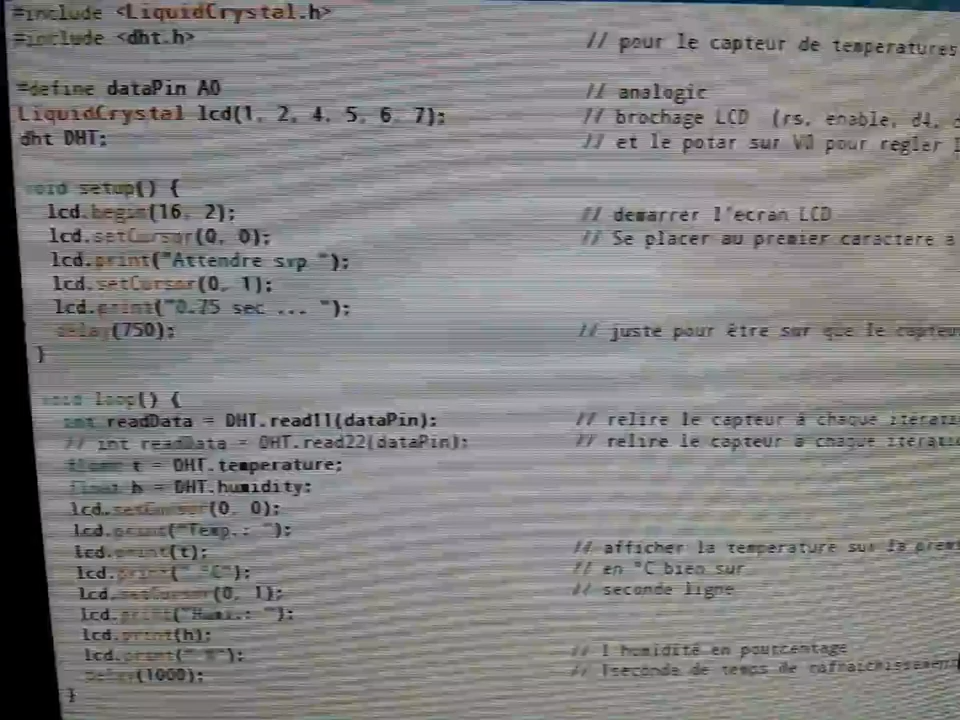 #include <LiquidCrystal.h>
#include <dht.h> // pour le capteur de temperatures
#define dataPin A0 // analogic
LiquidCrystal lcd(1, 2, 4, 5, 6, 7); // brochage LCD (rs, enable, d4,
dht DHT; // et le potar sur V0 pour regler
void setup() {
lcd.begin(16, 2); // demarrer l'ecran LCD
lcd.setCursor(0, 0); // Se placer au premier caractere a
lcd.print("Attendre svp ");
lcd.setCursor(0, 1);
lcd.print("0.75 sec ... ");
delay(750); // juste pour être sur que le capteur
}
void loop() {
int readData = DHT.read11(dataPin); // relire le capteur à chaque
// int readData = DHT.read22(dataPin); // relire le capteur à chaque
float t = DHT.temperature;
float h = DHT.humidity;
lcd.setCursor(0, 0);
lcd.print("Temp.: ");
lcd.print(t); // afficher la temperature sur la
lcd.print(" °C"); // en °C bien sur
lcd.setCursor(0, 1); // seconde ligne
lcd.print("Humi.: ");
lcd.print(h);
lcd.print(" %"); // l humidité en pourcentage
delay(1000); // 1seconde de temps de rafraichissement
}